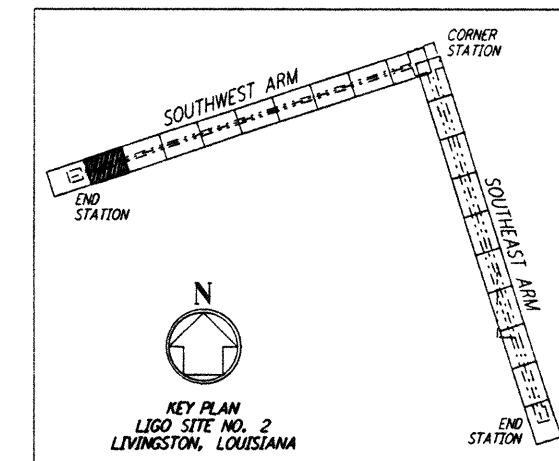 CORNER
STATION
SOUTHWEST ARM
END
STATION
SOUTHEAST ARM
N
KEY PLAN
LIGO SITE NO. 2
LIVINGSTON, LOUISIANA
END
STATION